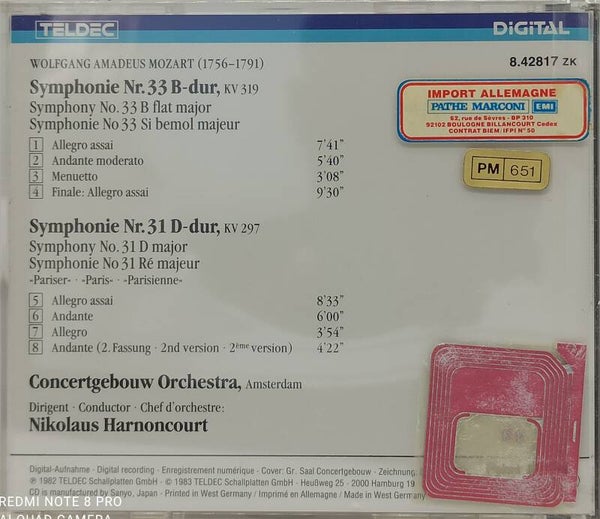 TELDEC
DiGiTAL
WOLFGANG AMADEUS MOZART (1756–1791)
8.42817 ZK
Symphonie Nr. 33 B-dur, KV 319
Symphony No. 33 B flat major
Symphonie No 33 Si bemol majeur
1 Allegro assai 7'41"
2 Andante moderato 5'40"
3 Menuetto 3'08"
4 Finale: Allegro assai 9'30"
IMPORT ALLEMAGNE
PATHE MARCONI EMI
62, rue de Sèvres - BP 310
92102 BOULOGNE BILLANCOURT Cedex
CONTRAT BIEM/IFPI N° 50
PM 651
Symphonie Nr. 31 D-dur, KV 297
Symphony No. 31 D major
Symphonie No 31 Ré majeur
-Pariser- · -Paris- · -Parisienne-
5 Allegro assai 8'33"
6 Andante 6'00"
7 Allegro 3'54"
8 Andante (2. Fassung · 2nd version · 2ème version) 4'22"
Concertgebouw Orchestra, Amsterdam
Dirigent · Conductor · Chef d'orchestre:
Nikolaus Harnoncourt
Digital-Aufnahme · Digital recording · Enregistrement numérique · Cover: Gr. Saal Concertgebouw · Zeichnung:
℗ 1982 TELDEC Schallplatten GmbH · © 1983 TELDEC Schallplatten GmbH · Heußweg 25 · 2000 Hamburg 19
CD is manufactured by Sanyo, Japan · Printed in West Germany / Imprimé en Allemagne / Made in West Germany
REDMI NOTE 8 PRO
AI QUAD CAMERA